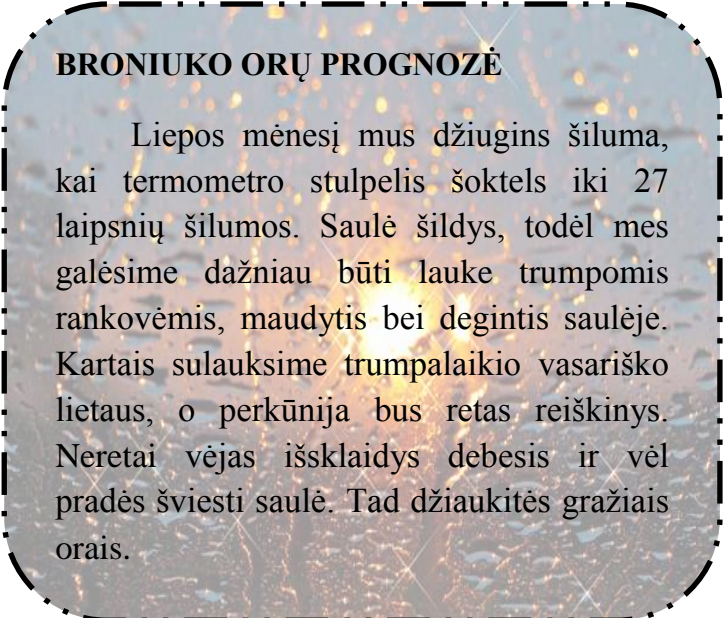 BRONIUKO ORŲ PROGNOZĖ
Liepos mėnesį mus džiugins šiluma,
kai termometro stulpelis šoktels iki 27
laipsnių šilumos. Saulė šildys, todėl mes
galėsime dažniau būti lauke trumpomis
rankovėmis, maudytis bei degintis saulėje.
Kartais sulauksime trumpalaikio vasariško
lietaus, o perkūnija bus retas reiškinys.
Neretai vėjas išsklaidys debesis ir vėl
pradės šviesti saulė. Tad džiaukitės gražiais
orais.